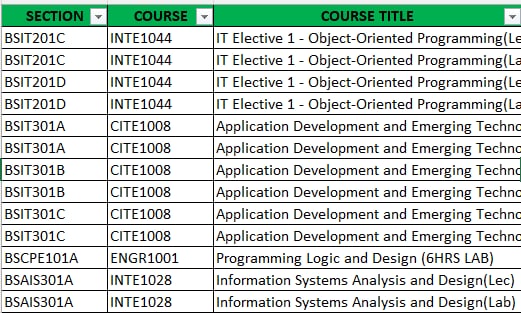 SECTION COURSE COURSE TITLE
BSIT201C INTE1044 IT Elective 1 - Object-Oriented Programming(Le
BSIT201C INTE1044 IT Elective 1 - Object-Oriented Programming(La
BSIT201D INTE1044 IT Elective 1 - Object-Oriented Programming(Le
BSIT201D INTE1044 IT Elective 1 - Object-Oriented Programming(La
BSIT301A CITE1008 Application Development and Emerging Techno
BSIT301A CITE1008 Application Development and Emerging Techno
BSIT301B CITE1008 Application Development and Emerging Techno
BSIT301B CITE1008 Application Development and Emerging Techno
BSIT301C CITE1008 Application Development and Emerging Techno
BSIT301C CITE1008 Application Development and Emerging Techno
BSCPE101A ENGR1001 Programming Logic and Design (6HRS LAB)
BSAIS301A INTE1028 Information Systems Analysis and Design(Lec)
BSAIS301A INTE1028 Information Systems Analysis and Design(Lab)